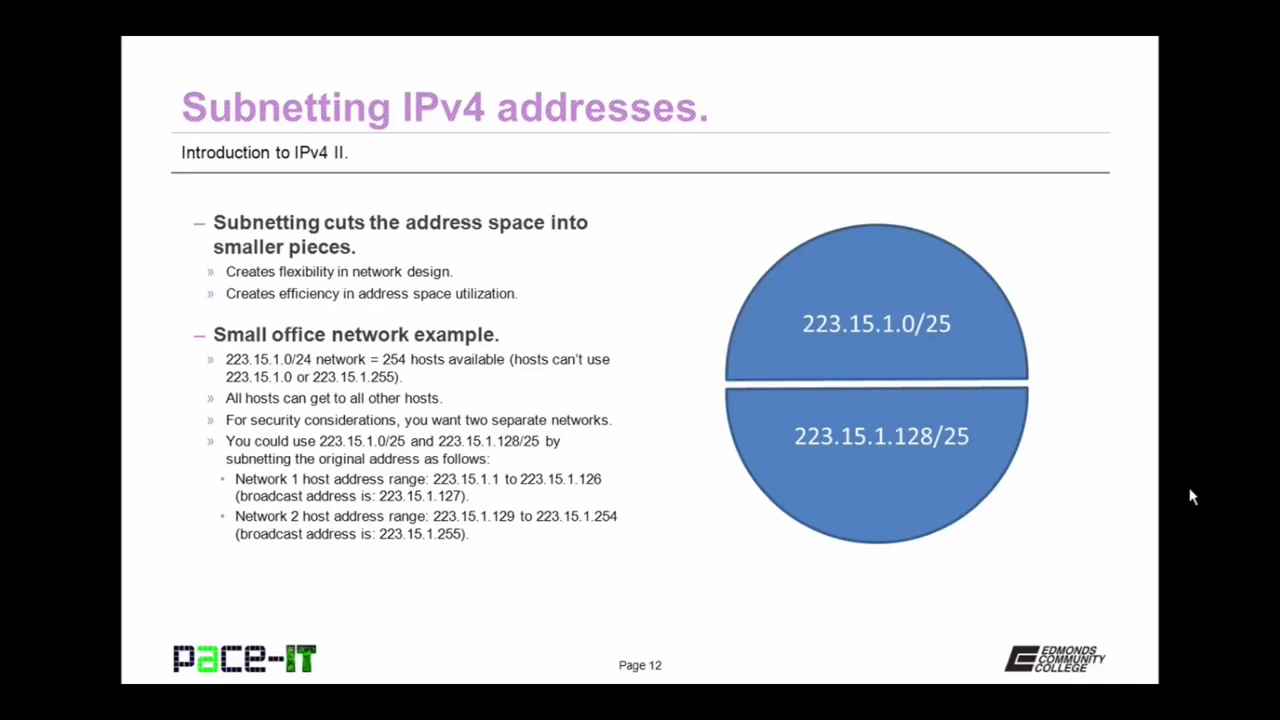 Subnetting IPv4 addresses.
Introduction to IPv4 II.
– Subnetting cuts the address space into
smaller pieces.
» Creates flexibility in network design.
» Creates efficiency in address space utilization.
– Small office network example.
» 223.15.1.0/24 network = 254 hosts available (hosts can't use
223.15.1.0 or 223.15.1.255).
» All hosts can get to all other hosts.
» For security considerations, you want two separate networks.
» You could use 223.15.1.0/25 and 223.15.1.128/25 by
subnetting the original address as follows:
• Network 1 host address range: 223.15.1.1 to 223.15.1.126
(broadcast address is: 223.15.1.127).
• Network 2 host address range: 223.15.1.129 to 223.15.1.254
(broadcast address is: 223.15.1.255).
223.15.1.0/25
223.15.1.128/25
pace-IT
Page 12
EDMONDS
COMMUNITY
COLLEGE